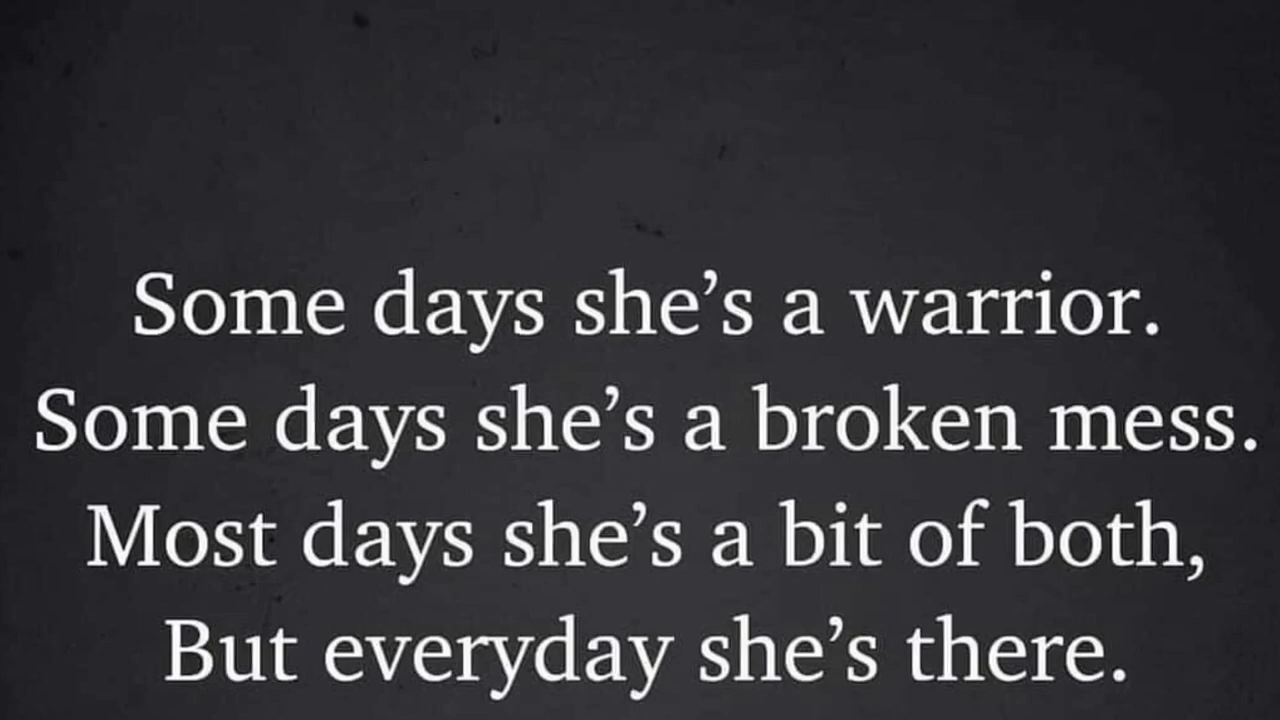 Some days she’s a warrior.
Some days she’s a broken mess.
Most days she’s a bit of both,
But everyday she’s there.